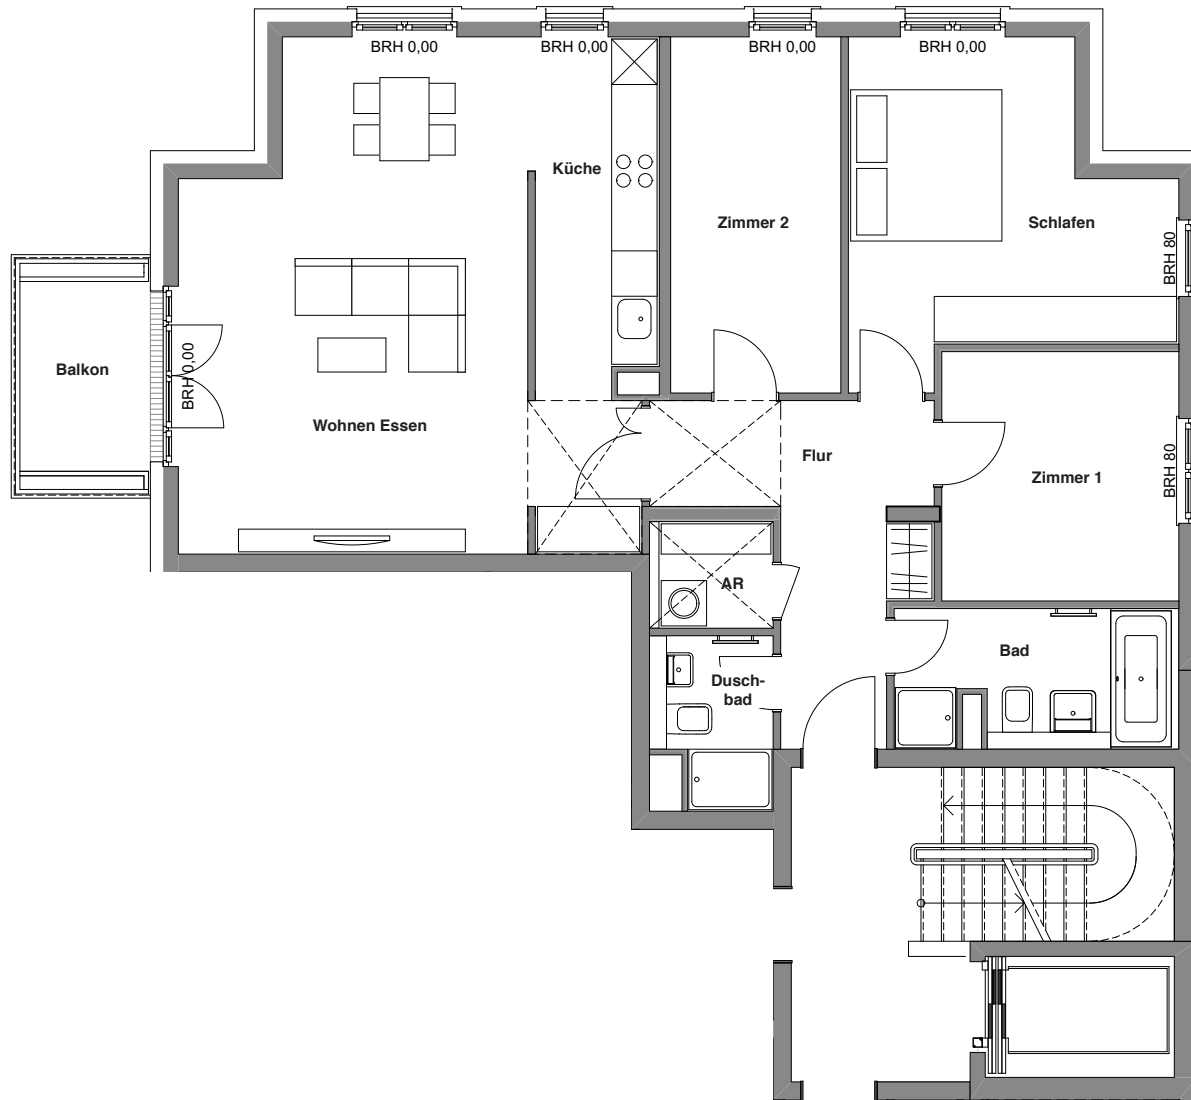 BRH 0,00
BRH 0,00
BRH 0,00
BRH 0,00
Küche
Zimmer 2
Schlafen
BRH 80
Balkon
BRH 0,00
Wohnen Essen
Flur
Zimmer 1
BRH 80
AR
Bad
Dusch-
bad